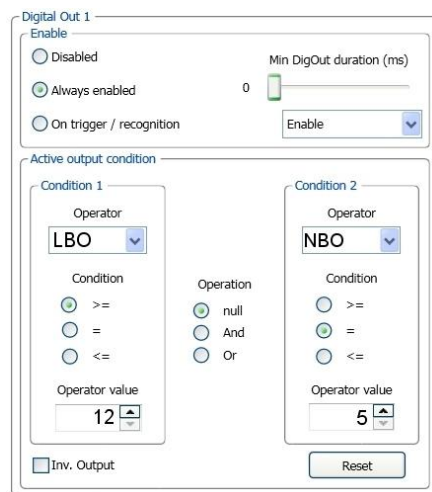 Digital Out 1
Enable
Disabled
Min DigOut duration (ms)
Always enabled
0
On trigger / recognition
Enable
Active output condition
Condition 1
Operator
LBO
Condition
>=
=
<=
Operator value
12
Operation
null
And
Or
Condition 2
Operator
NBO
Condition
>=
=
<=
Operator value
5
Inv. Output
Reset